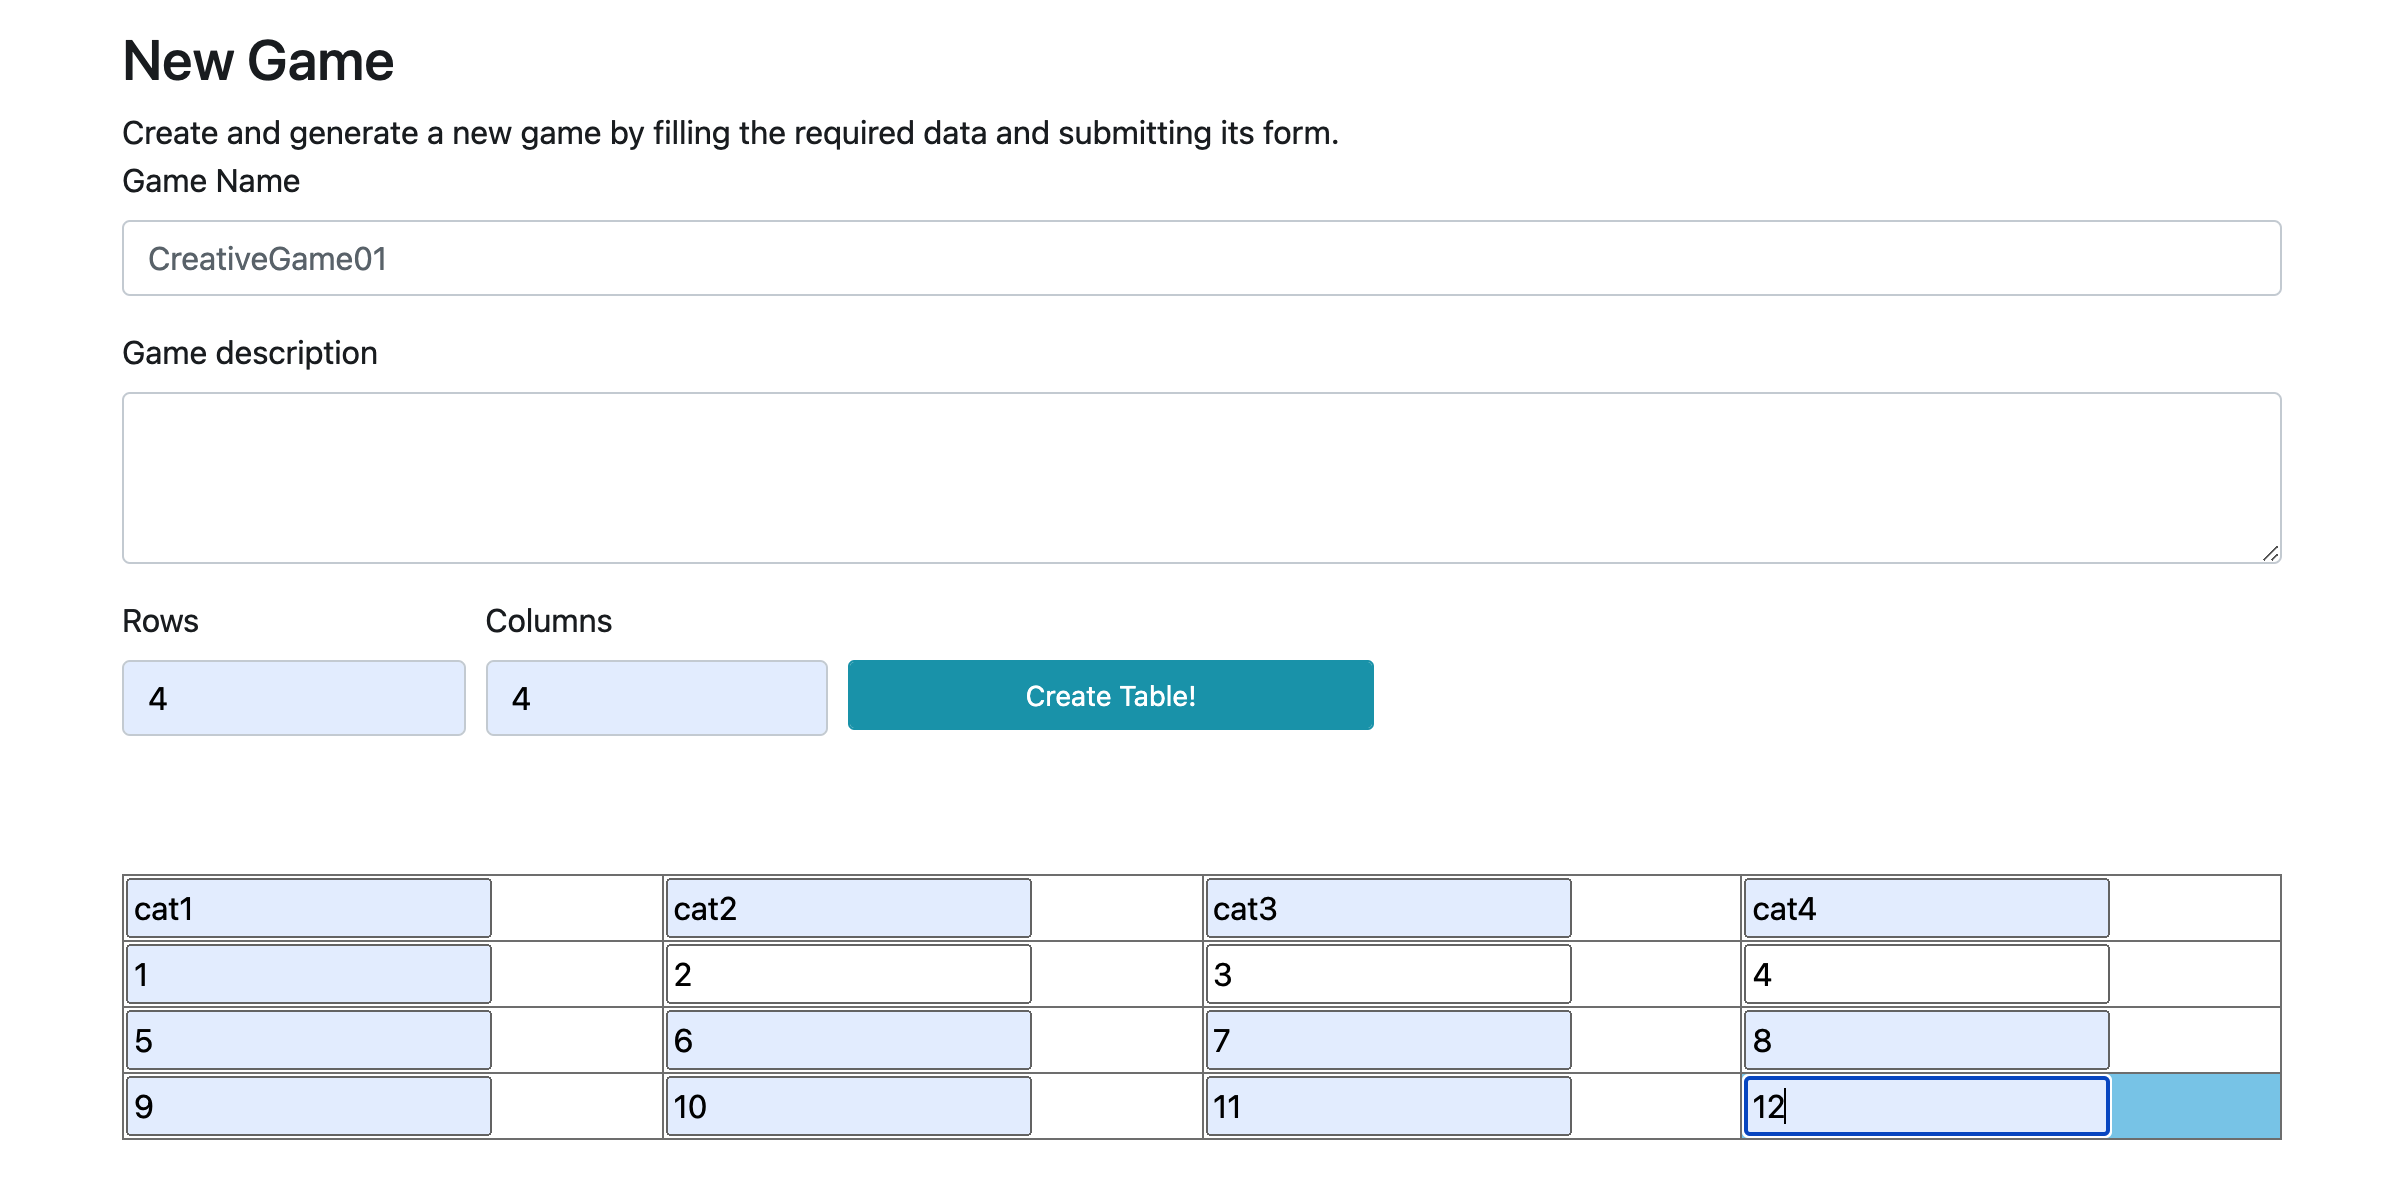 New Game
Create and generate a new game by filling the required data and submitting its form.
Game Name
CreativeGame01
Game description
Rows Columns
4 4 Create Table!
cat1 cat2 cat3 cat4
1 2 3 4
5 6 7 8
9 10 11 12